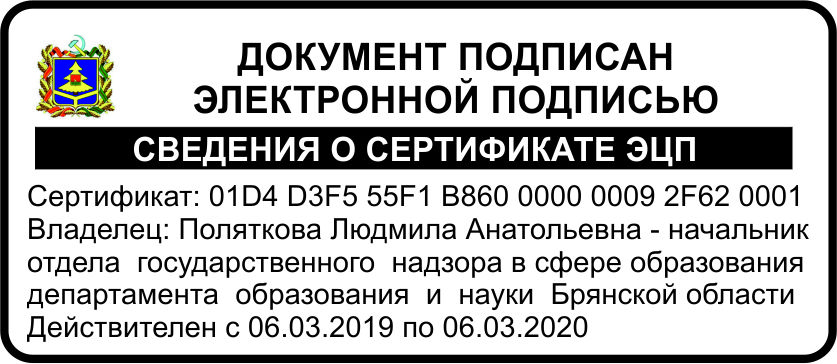 ДОКУМЕНТ ПОДПИСАН
ЭЛЕКТРОННОЙ ПОДПИСЬЮ
СВЕДЕНИЯ О СЕРТИФИКАТЕ ЭЦП
Сертификат: 01D4 D3F5 55F1 B860 0000 0009 2F62 0001
Владелец: Поляткова Людмила Анатольевна - начальник
отдела государственного надзора в сфере образования
департамента образования и науки Брянской области
Действителен с 06.03.2019 по 06.03.2020